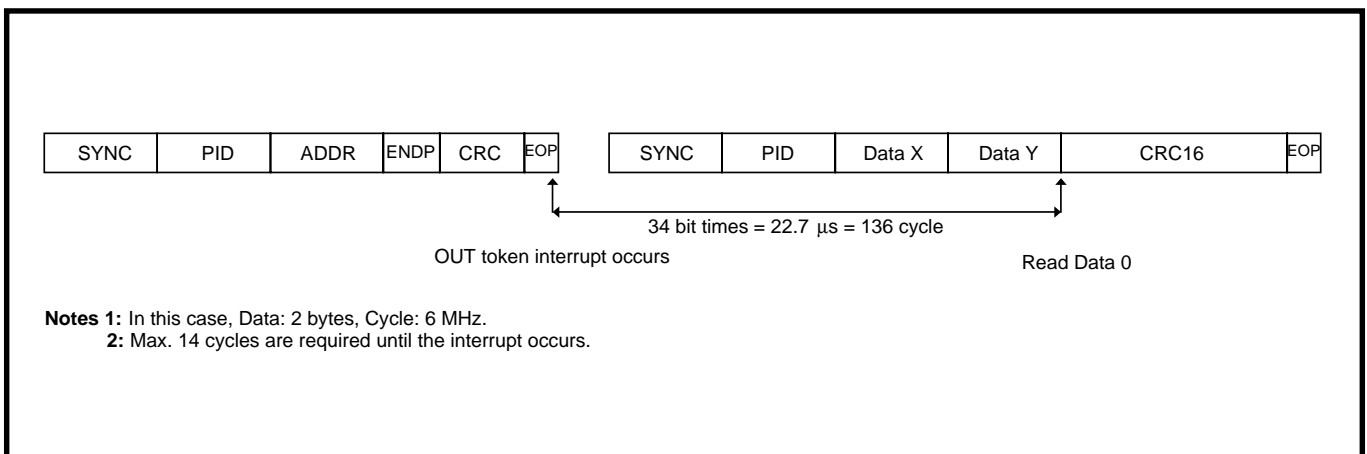 SYNC PID ADDR ENDP CRC EOP SYNC PID Data X Data Y CRC16 EOP
34 bit times = 22.7 μs = 136 cycle
OUT token interrupt occurs
Read Data 0
Notes 1: In this case, Data: 2 bytes, Cycle: 6 MHz.
2: Max. 14 cycles are required until the interrupt occurs.